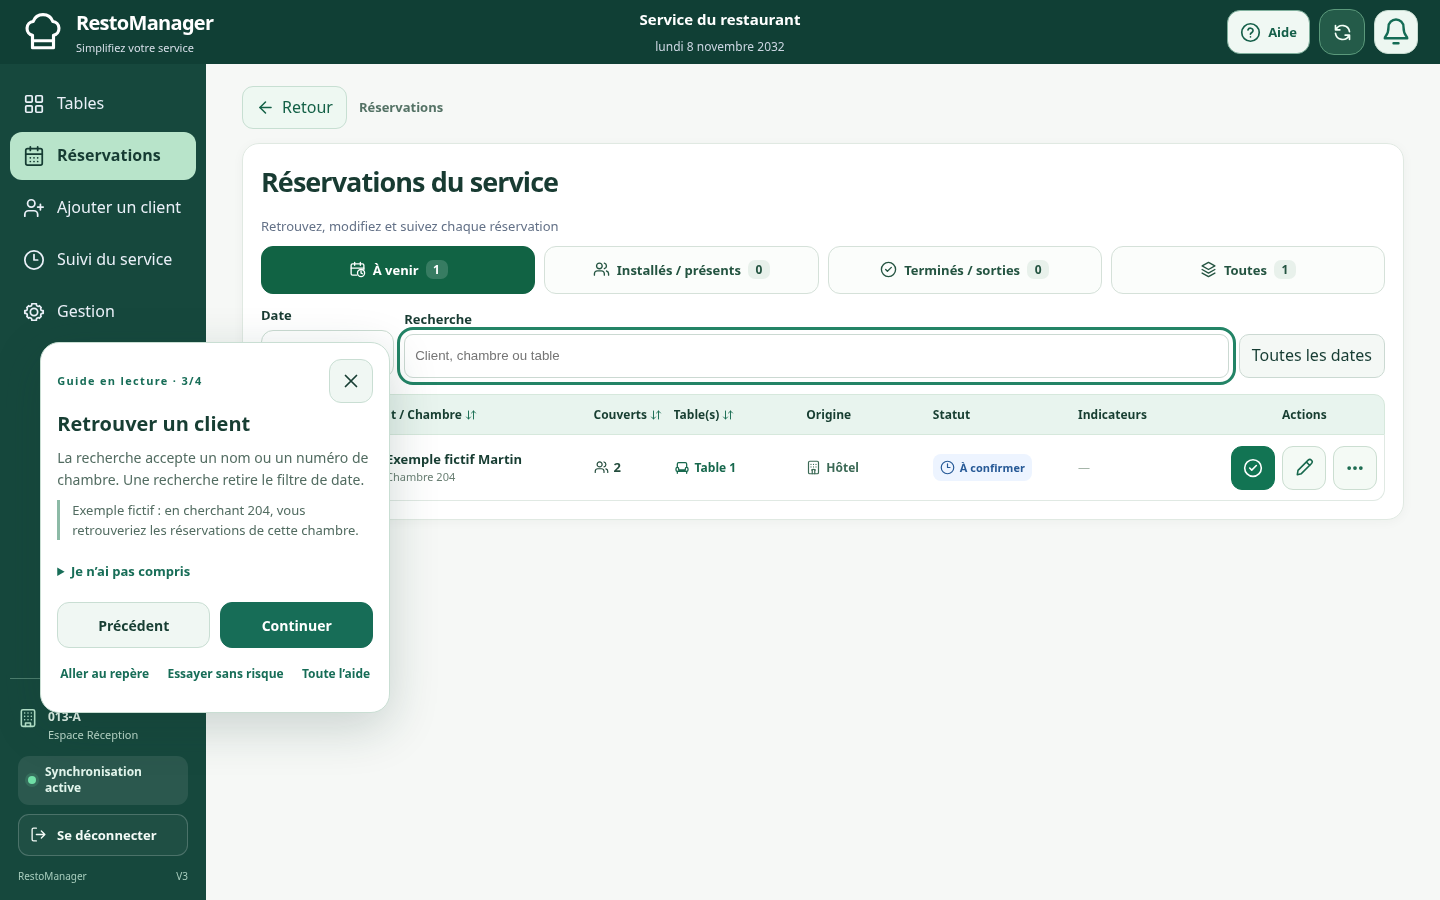 RestoManager
Simplifiez votre service
Service du restaurant
lundi 8 novembre 2032
Aide
Tables
Réservations
Ajouter un client
Suivi du service
Gestion
Retour
Réservations
Réservations du service
Retrouvez, modifiez et suivez chaque réservation
À venir 1
Installés / présents 0
Terminés / sorties 0
Toutes 1
Date
Recherche
Client, chambre ou table
Toutes les dates
t / Chambre
Couverts
Table(s)
Origine
Statut
Indicateurs
Actions
Exemple fictif Martin
Chambre 204
2
Table 1
Hôtel
À confirmer
—
Guide en lecture · 3/4
Retrouver un client
La recherche accepte un nom ou un numéro de
chambre. Une recherche retire le filtre de date.
Exemple fictif : en cherchant 204, vous
retrouveriez les réservations de cette chambre.
Je n’ai pas compris
Précédent
Continuer
Aller au repère
Essayer sans risque
Toute l’aide
013-A
Espace Réception
Synchronisation
active
Se déconnecter
RestoManager
V3